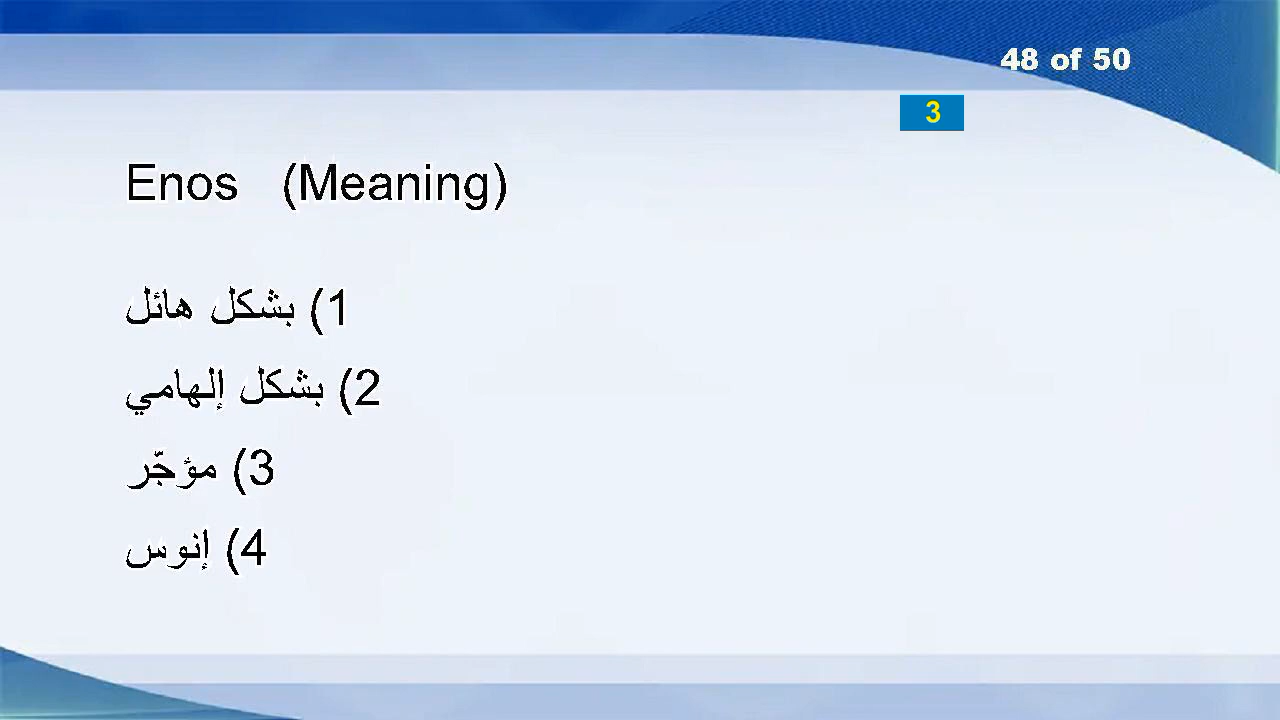 48 of 50
3
Enos (Meaning)
1) بشكل هائل
2) بشكل إلهامي
3) مؤجّر
4) إنوس